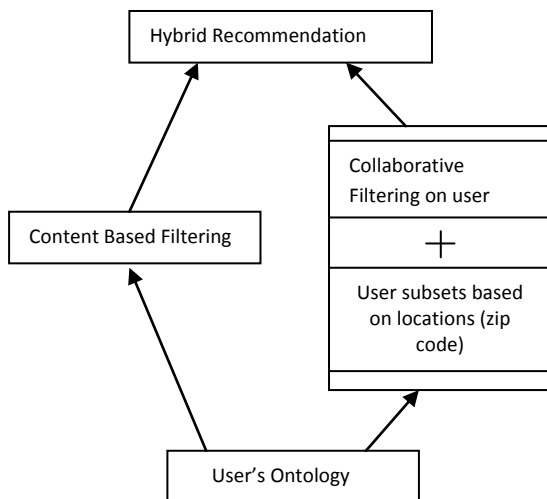 Hybrid Recommendation
Collaborative
Filtering on user
Content Based Filtering
+
User subsets based
on locations (zip
code)
User’s Ontology